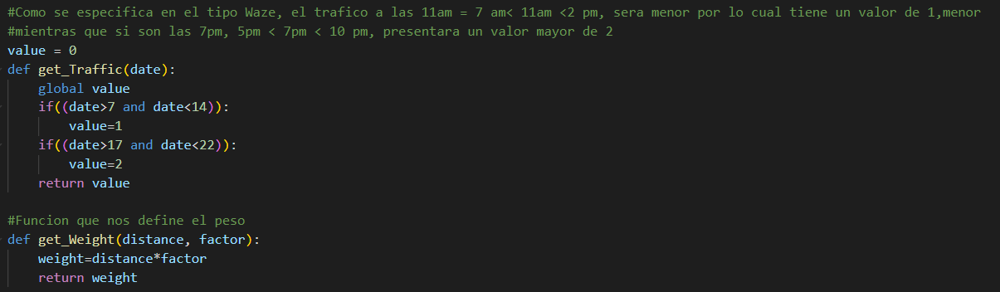 #Como se especifica en el tipo Waze, el trafico a las 11am = 7 am< 11am <2 pm, sera menor por lo cual tiene un valor de 1,menor
#mientras que si son las 7pm, 5pm < 7pm < 10 pm, presentara un valor mayor de 2
value = 0
def get_Traffic(date):
    global value
    if((date>7 and date<14)):
        value=1
    if((date>17 and date<22)):
        value=2
    return value

#Funcion que nos define el peso
def get_Weight(distance, factor):
    weight=distance*factor
    return weight